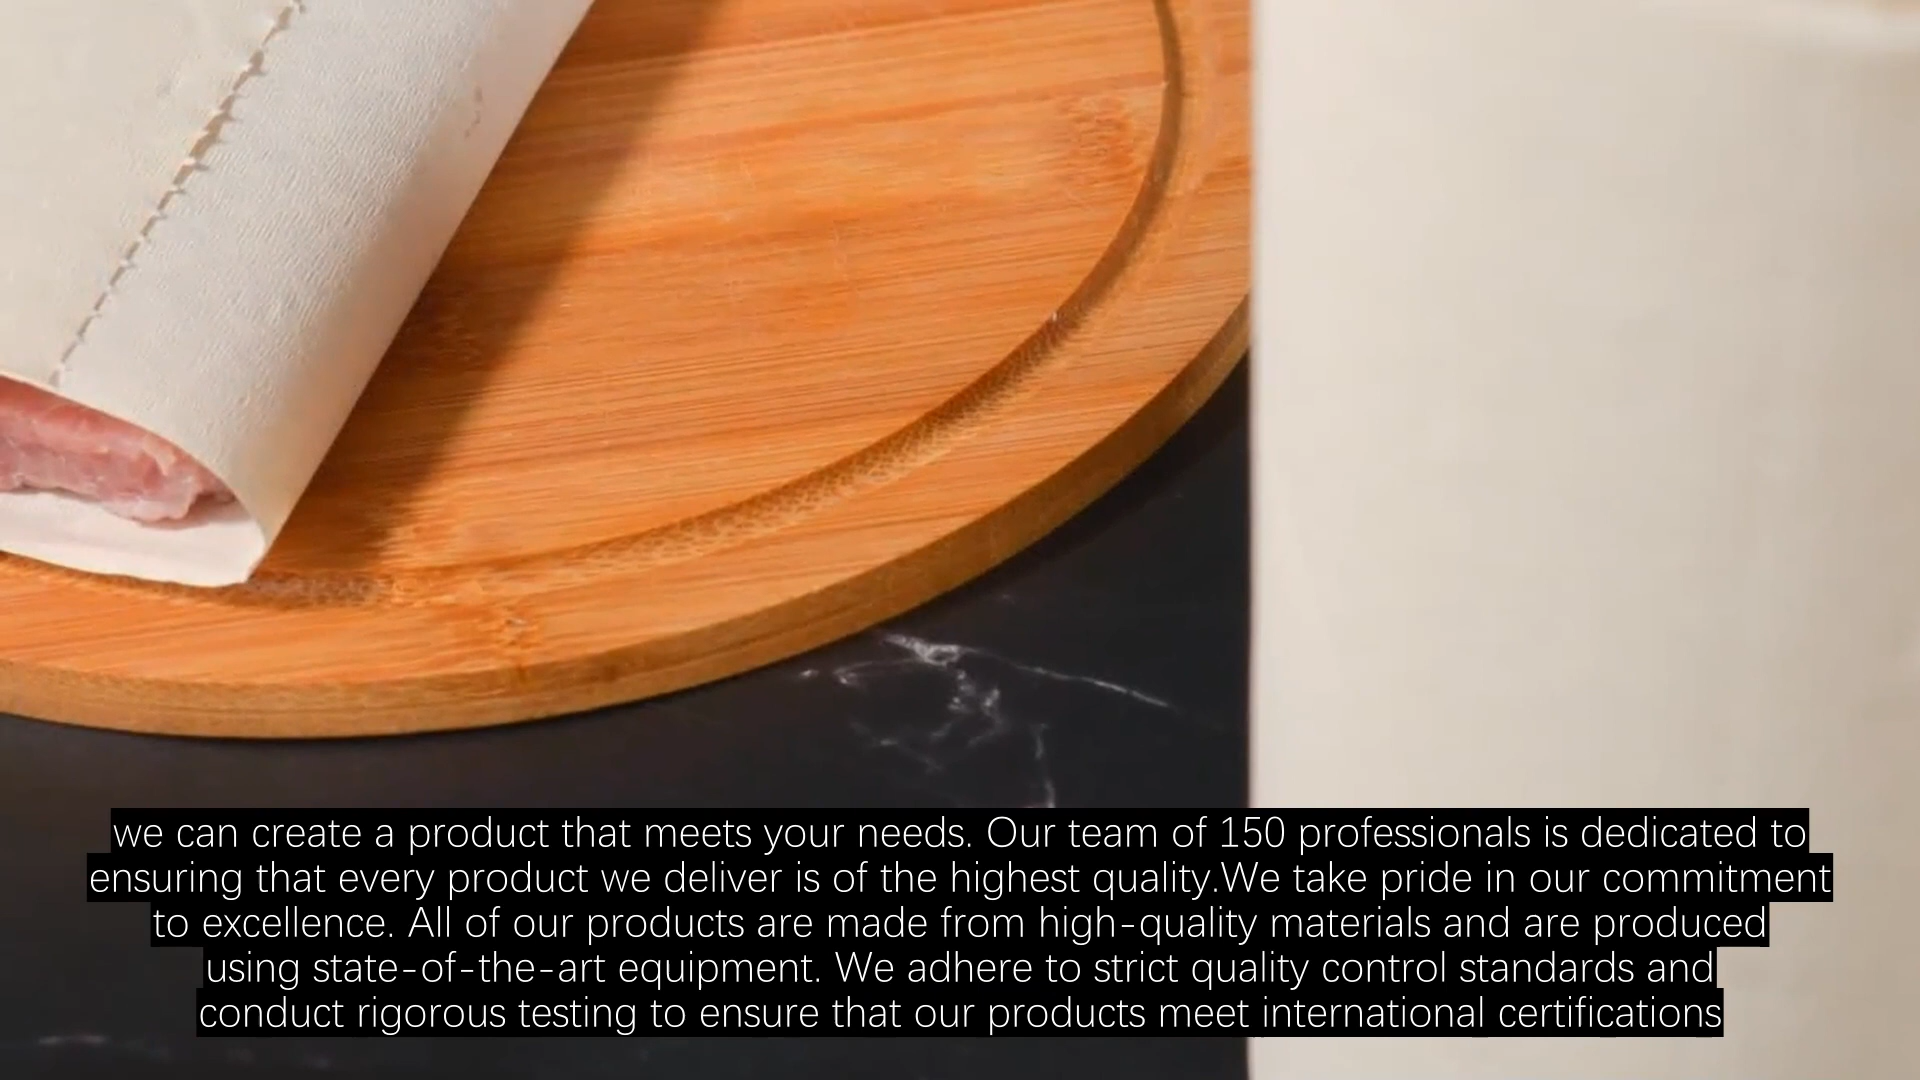 we can create a product that meets your needs. Our team of 150 professionals is dedicated to
ensuring that every product we deliver is of the highest quality.We take pride in our commitment
to excellence. All of our products are made from high-quality materials and are produced
using state-of-the-art equipment. We adhere to strict quality control standards and
conduct rigorous testing to ensure that our products meet international certifications